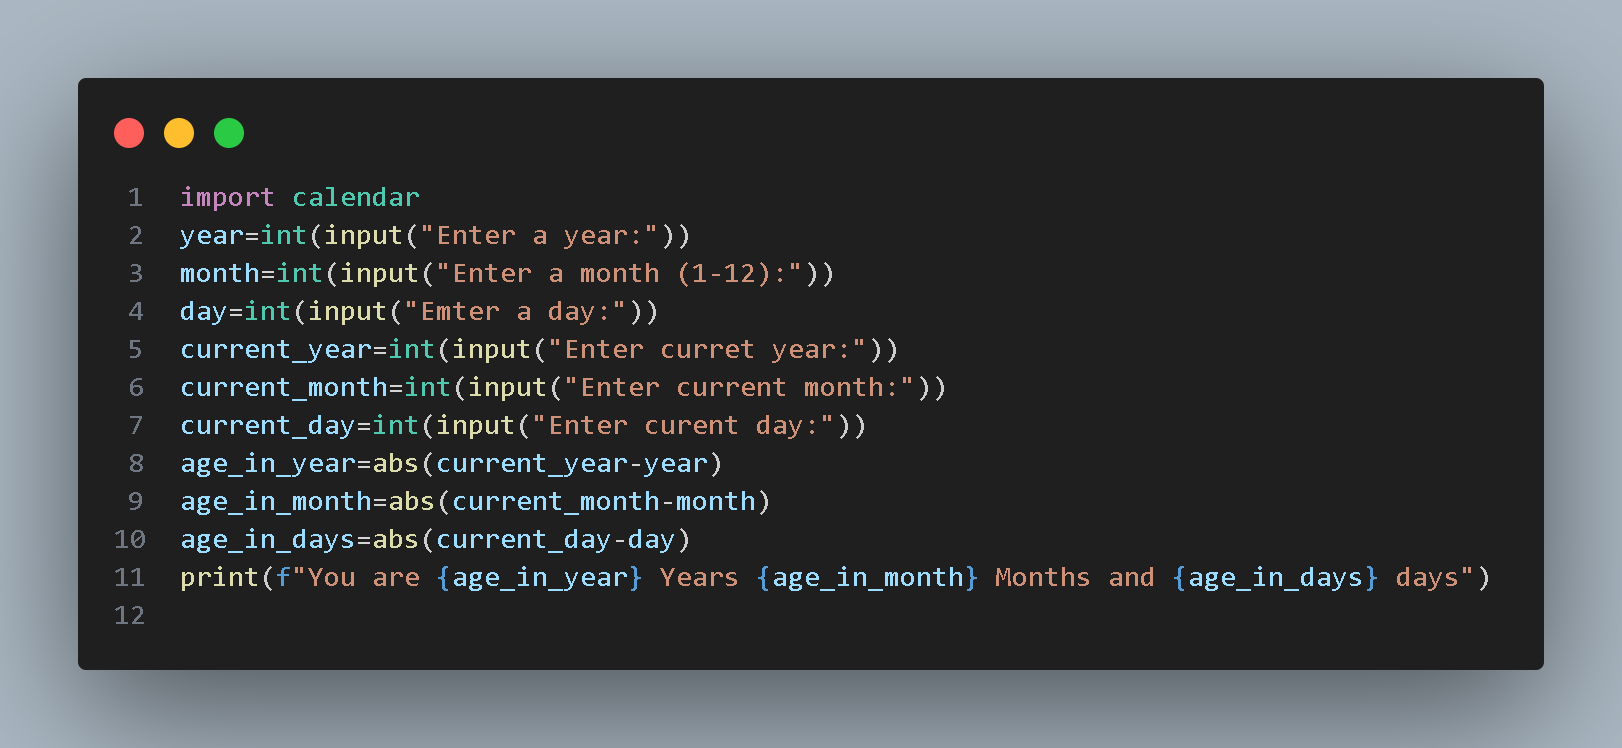 1 import calendar
2 year=int(input("Enter a year:"))
3 month=int(input("Enter a month (1-12):"))
4 day=int(input("Emter a day:"))
5 current_year=int(input("Enter curret year:"))
6 current_month=int(input("Enter current month:"))
7 current_day=int(input("Enter curent day:"))
8 age_in_year=abs(current_year-year)
9 age_in_month=abs(current_month-month)
10 age_in_days=abs(current_day-day)
11 print(f"You are {age_in_year} Years {age_in_month} Months and {age_in_days} days")
12